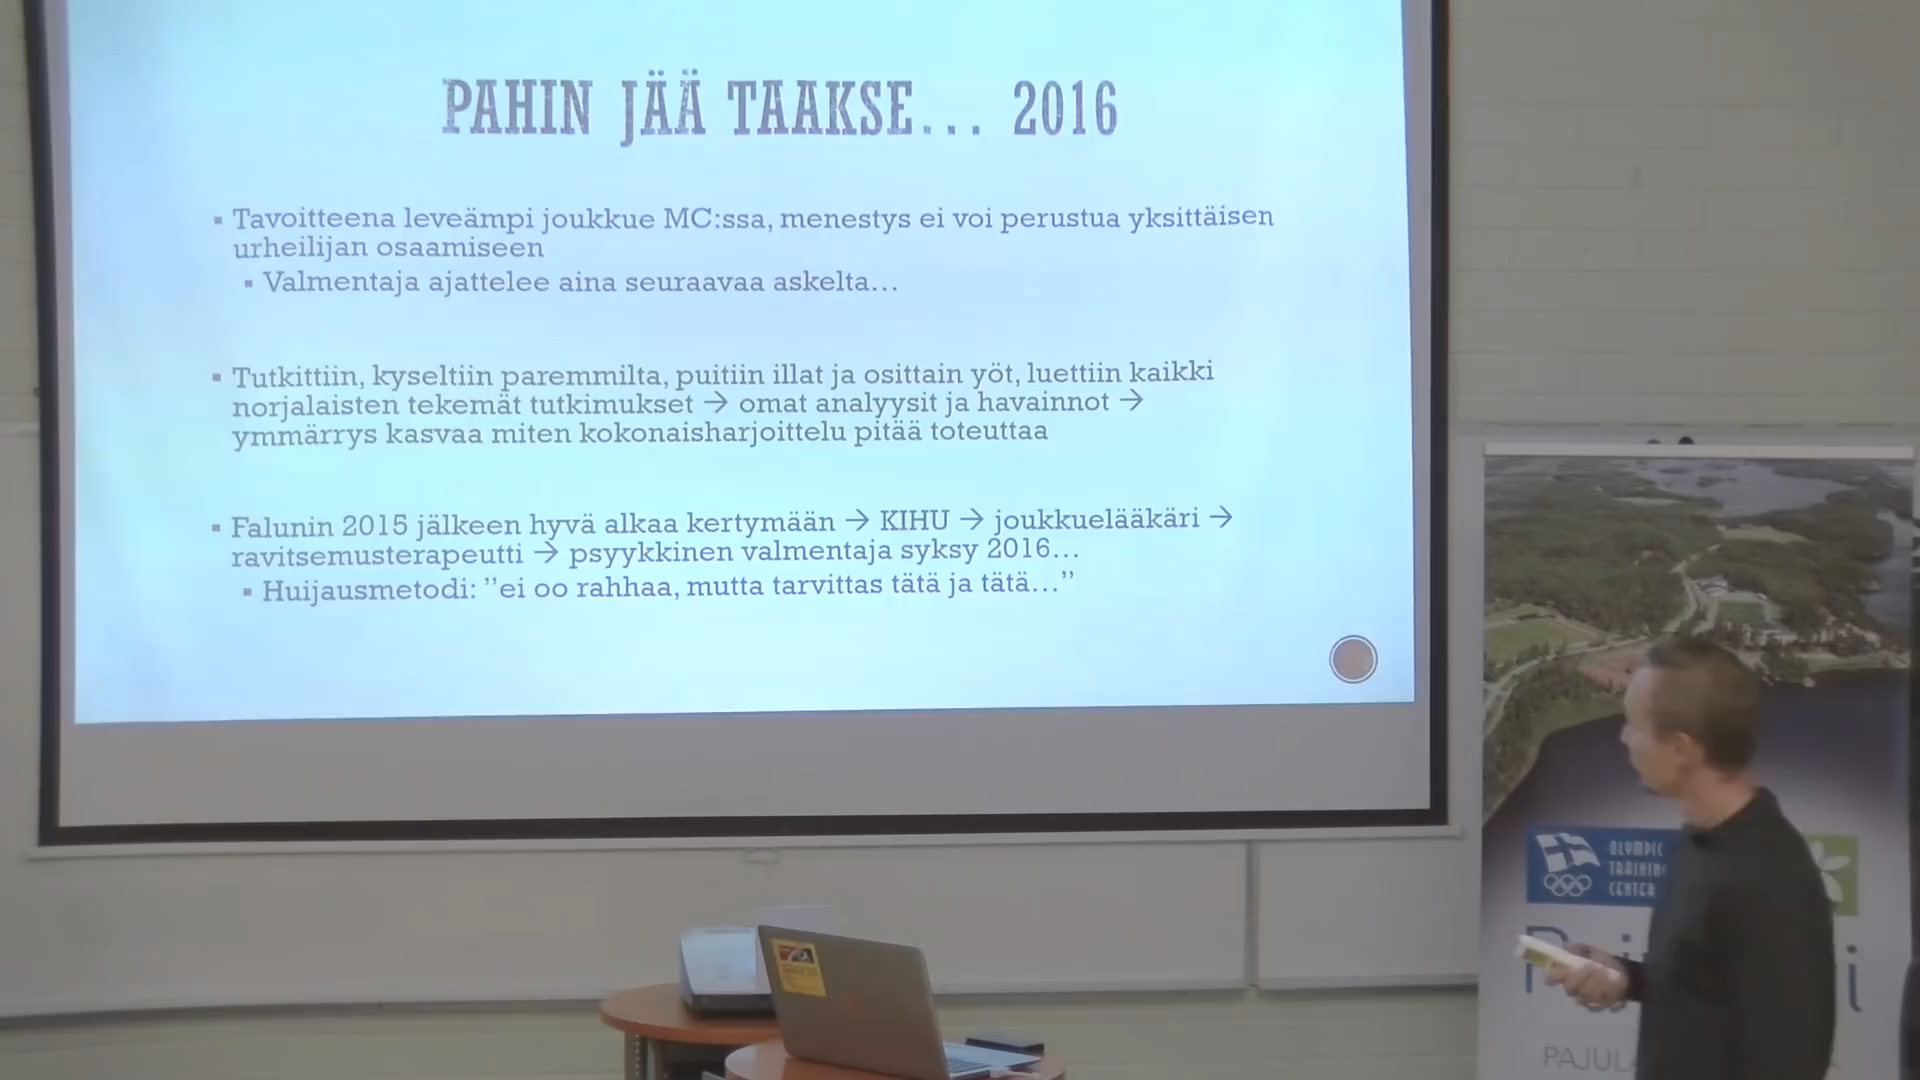 PAHIN JÄÄ TAAKSE... 2016
Tavoitteena leveämpi joukkue MC:ssa, menestys ei voi perustua yksittäisen
urheilijan osaamiseen
Valmentaja ajattelee aina seuraavaa askelta...
Tutkittiin, kyseltiin paremmilta, puitiin illat ja osittain yöt, luettiin kaikki
norjalaisten tekemät tutkimukset → omat analyysit ja havainnot →
ymmärrys kasvaa miten kokonaisharjoittelu pitää toteuttaa
Falunin 2015 jälkeen hyvä alkaa kertymään → KIHU → joukkuelääkäri →
ravitsemusterapeutti → psyykkinen valmentaja syksy 2016...
Huijausmetodi: ”ei oo rahhaa, mutta tarvittas tätä ja tätä...”
OLYMPIC
TRAINING
CENTER